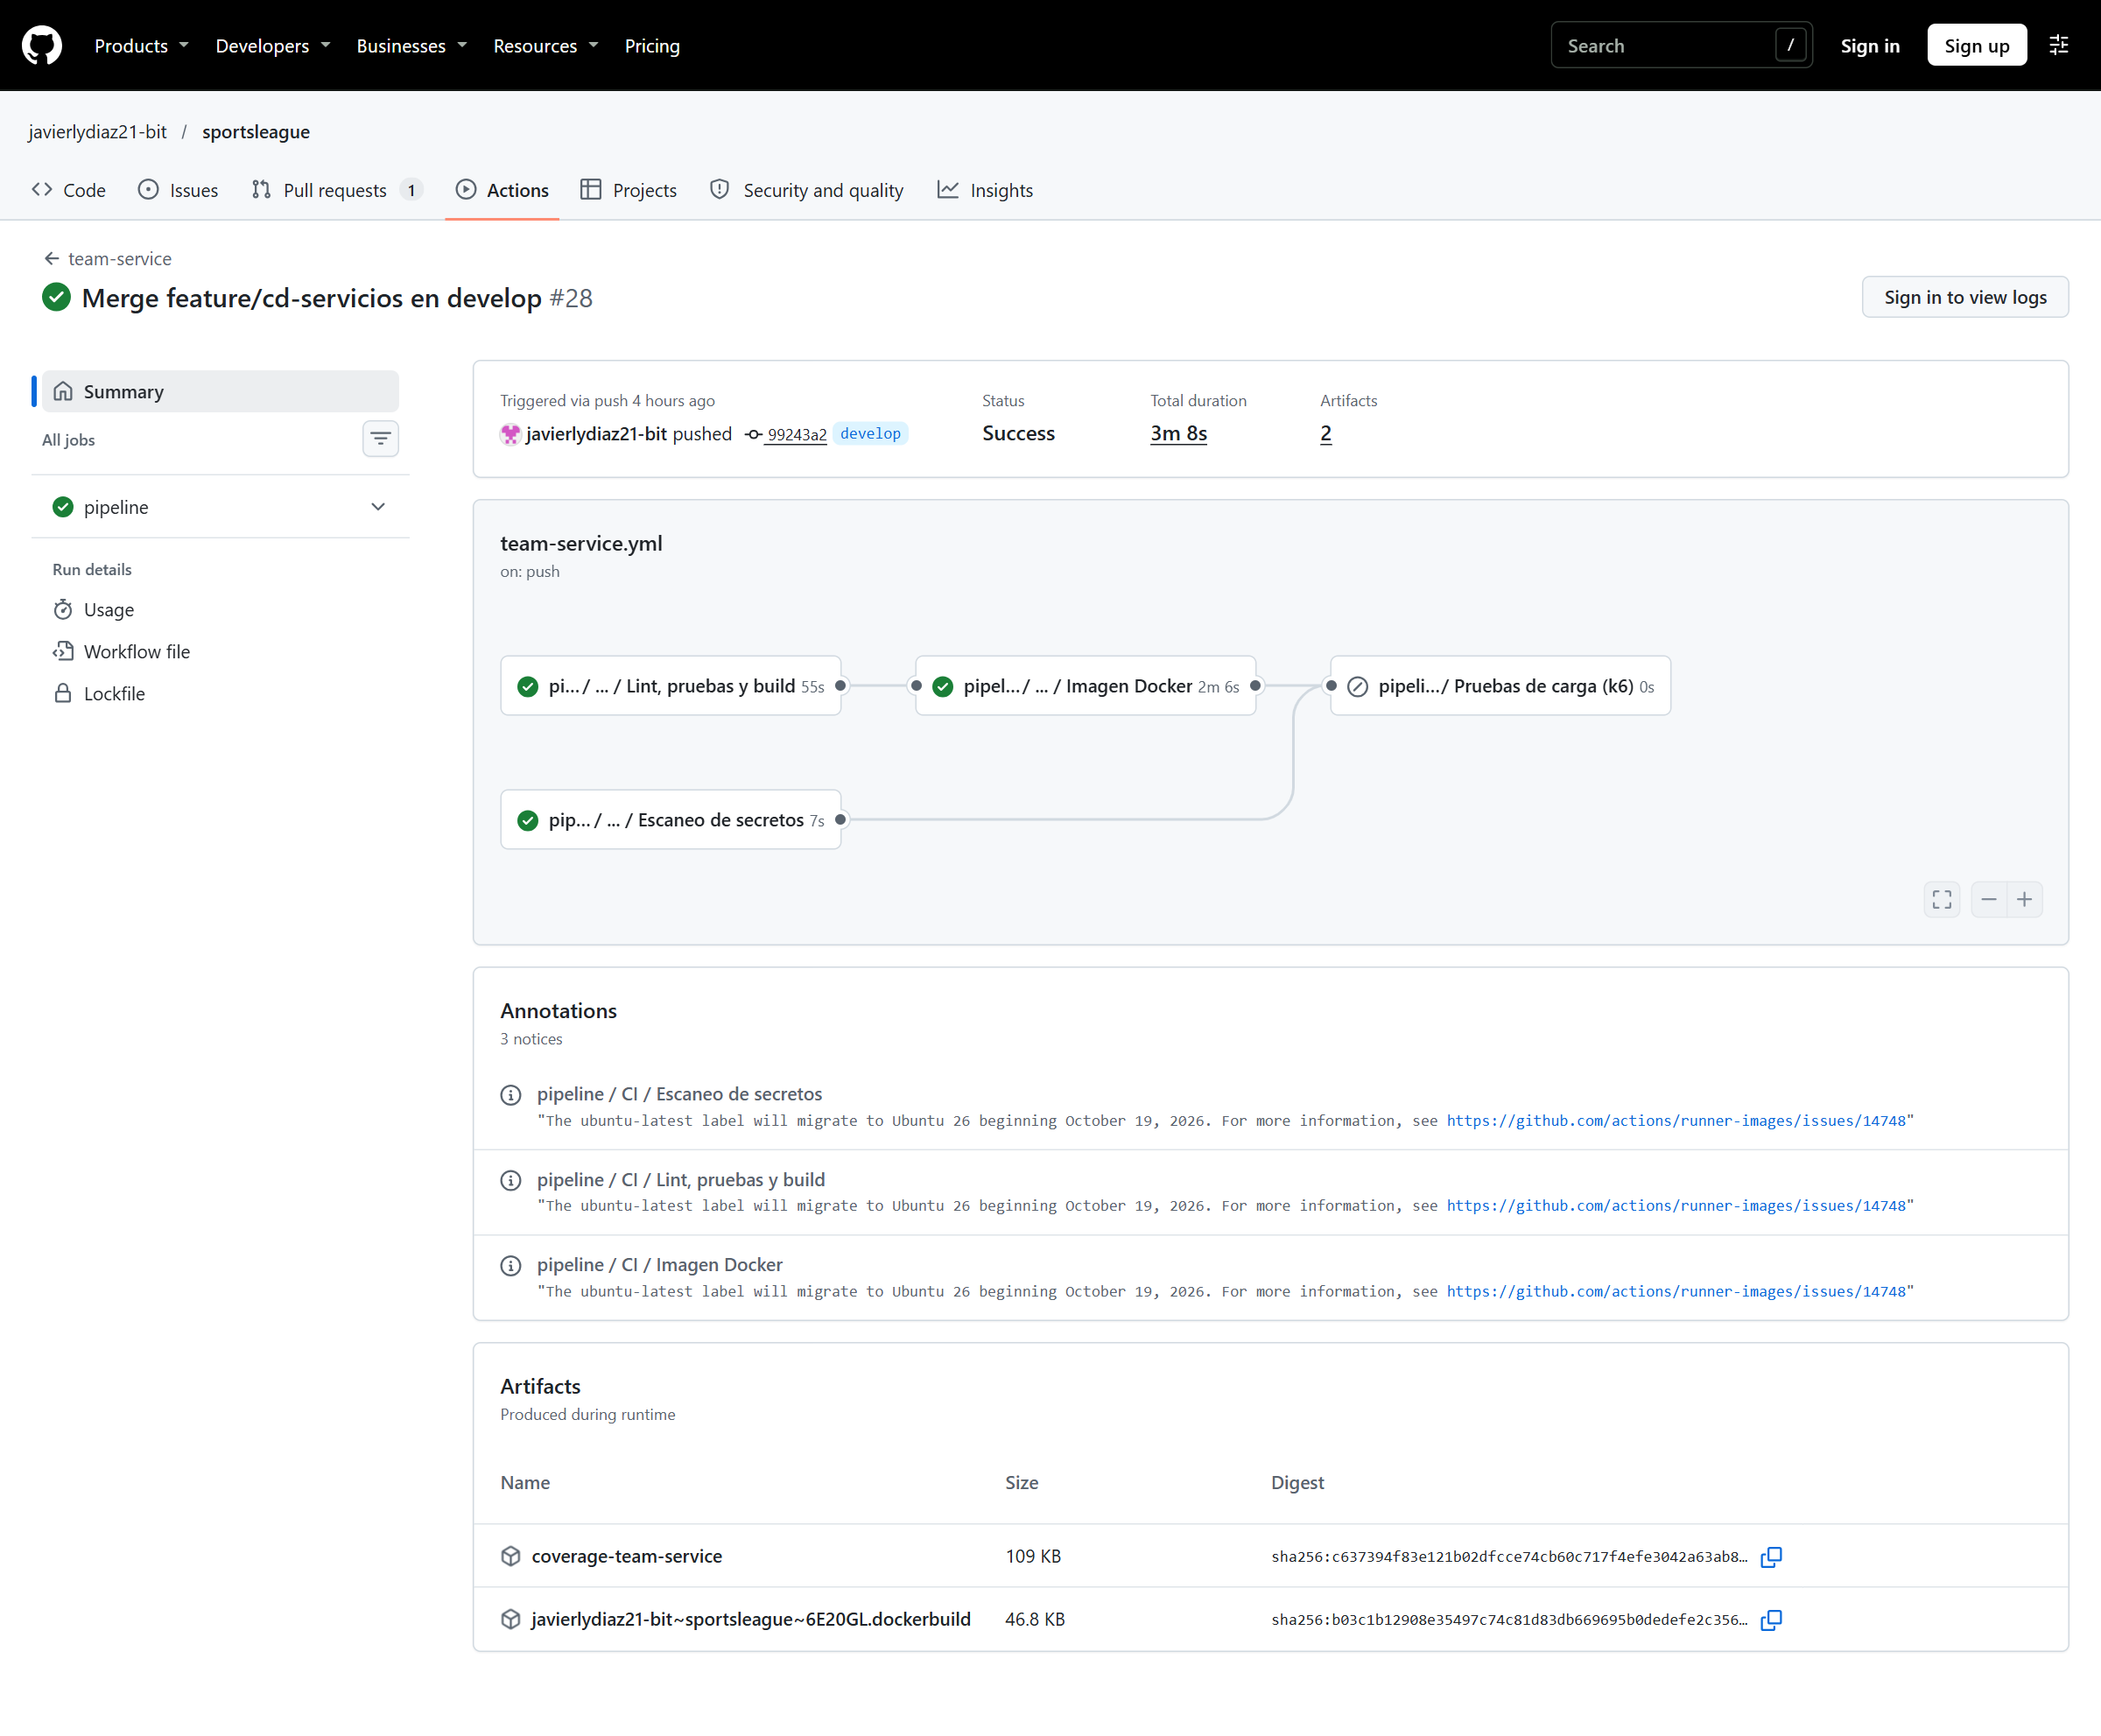 Products Developers Businesses Resources Pricing Search / Sign in Sign up
javierlydiaz21-bit / sportsleague
Code Issues Pull requests 1 Actions Projects Security and quality Insights
team-service
Merge feature/cd-servicios en develop #28
Sign in to view logs
Summary
All jobs
pipeline
Run details
Usage
Workflow file
Lockfile
Triggered via push 4 hours ago
javierlydiaz21-bit pushed 99243a2 develop
Status
Success
Total duration
3m 8s
Artifacts
2
team-service.yml
on: push
pi... / ... / Lint, pruebas y build 55s
pipel... / ... / Imagen Docker 2m 6s
pipeli... / Pruebas de carga (k6) 0s
pip... / ... / Escaneo de secretos 7s
Annotations
3 notices
pipeline / CI / Escaneo de secretos
"The ubuntu-latest label will migrate to Ubuntu 26 beginning October 19, 2026. For more information, see https://github.com/actions/runner-images/issues/14748"
pipeline / CI / Lint, pruebas y build
"The ubuntu-latest label will migrate to Ubuntu 26 beginning October 19, 2026. For more information, see https://github.com/actions/runner-images/issues/14748"
pipeline / CI / Imagen Docker
"The ubuntu-latest label will migrate to Ubuntu 26 beginning October 19, 2026. For more information, see https://github.com/actions/runner-images/issues/14748"
Artifacts
Produced during runtime
Name Size Digest
coverage-team-service 109 KB sha256:c637394f83e121b02dfcce74cb60c717f4efe3042a63ab8...
javierlydiaz21-bit~sportsleague~6E20GL.dockerbuild 46.8 KB sha256:b03c1b12908e35497c74c81d83db669695b0dedefe2c356...